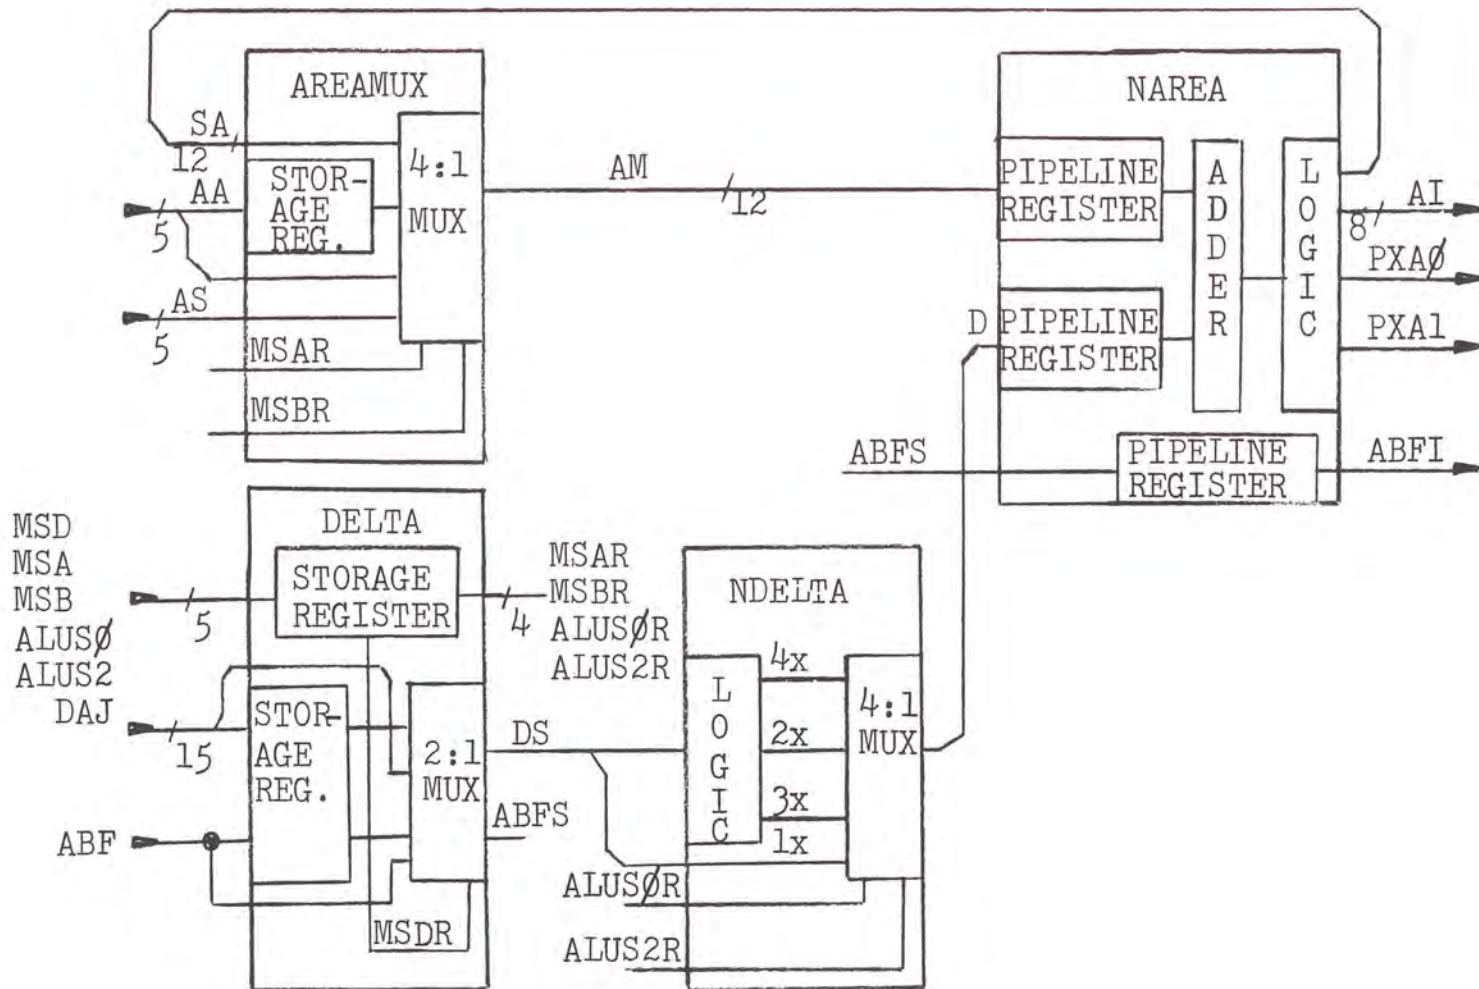 AREAMUX
SA
12
AA
5
STOR-
AGE
REG.
4:1
MUX
AS
5
MSAR
MSBR
AM
12
NAREA
PIPELINE
REGISTER
D
PIPELINE
REGISTER
ADDER
LOGIC
AI
8
PXAØ
PXA1
ABFS
PIPELINE
REGISTER
ABFI
MSD
MSA
MSB
ALUSØ
ALUS2
DAJ
5
15
ABF
DELTA
STORAGE
REGISTER
4
STOR-
AGE
REG.
2:1
MUX
MSDR
MSAR
MSBR
ALUSØR
ALUS2R
DS
ABFS
NDELTA
LOGIC
4x
2x
3x
1x
4:1
MUX
ALUSØR
ALUS2R